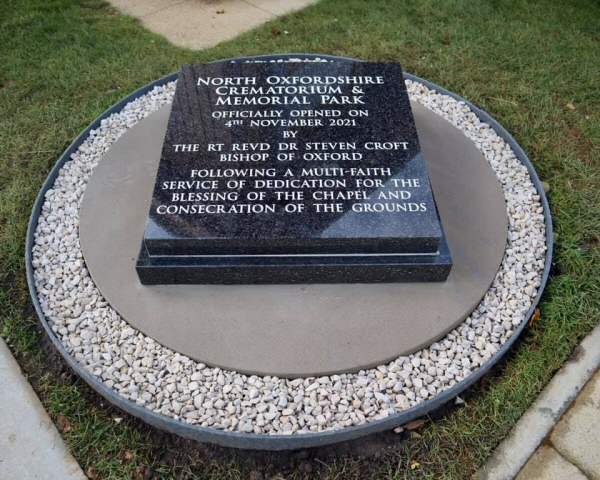 North Oxfordshire
Crematorium &
Memorial Park
officially opened on
4th November 2021
by
the Rt Revd Dr Steven Croft
Bishop of Oxford
following a multi-faith
service of dedication for the
blessing of the chapel and
consecration of the grounds